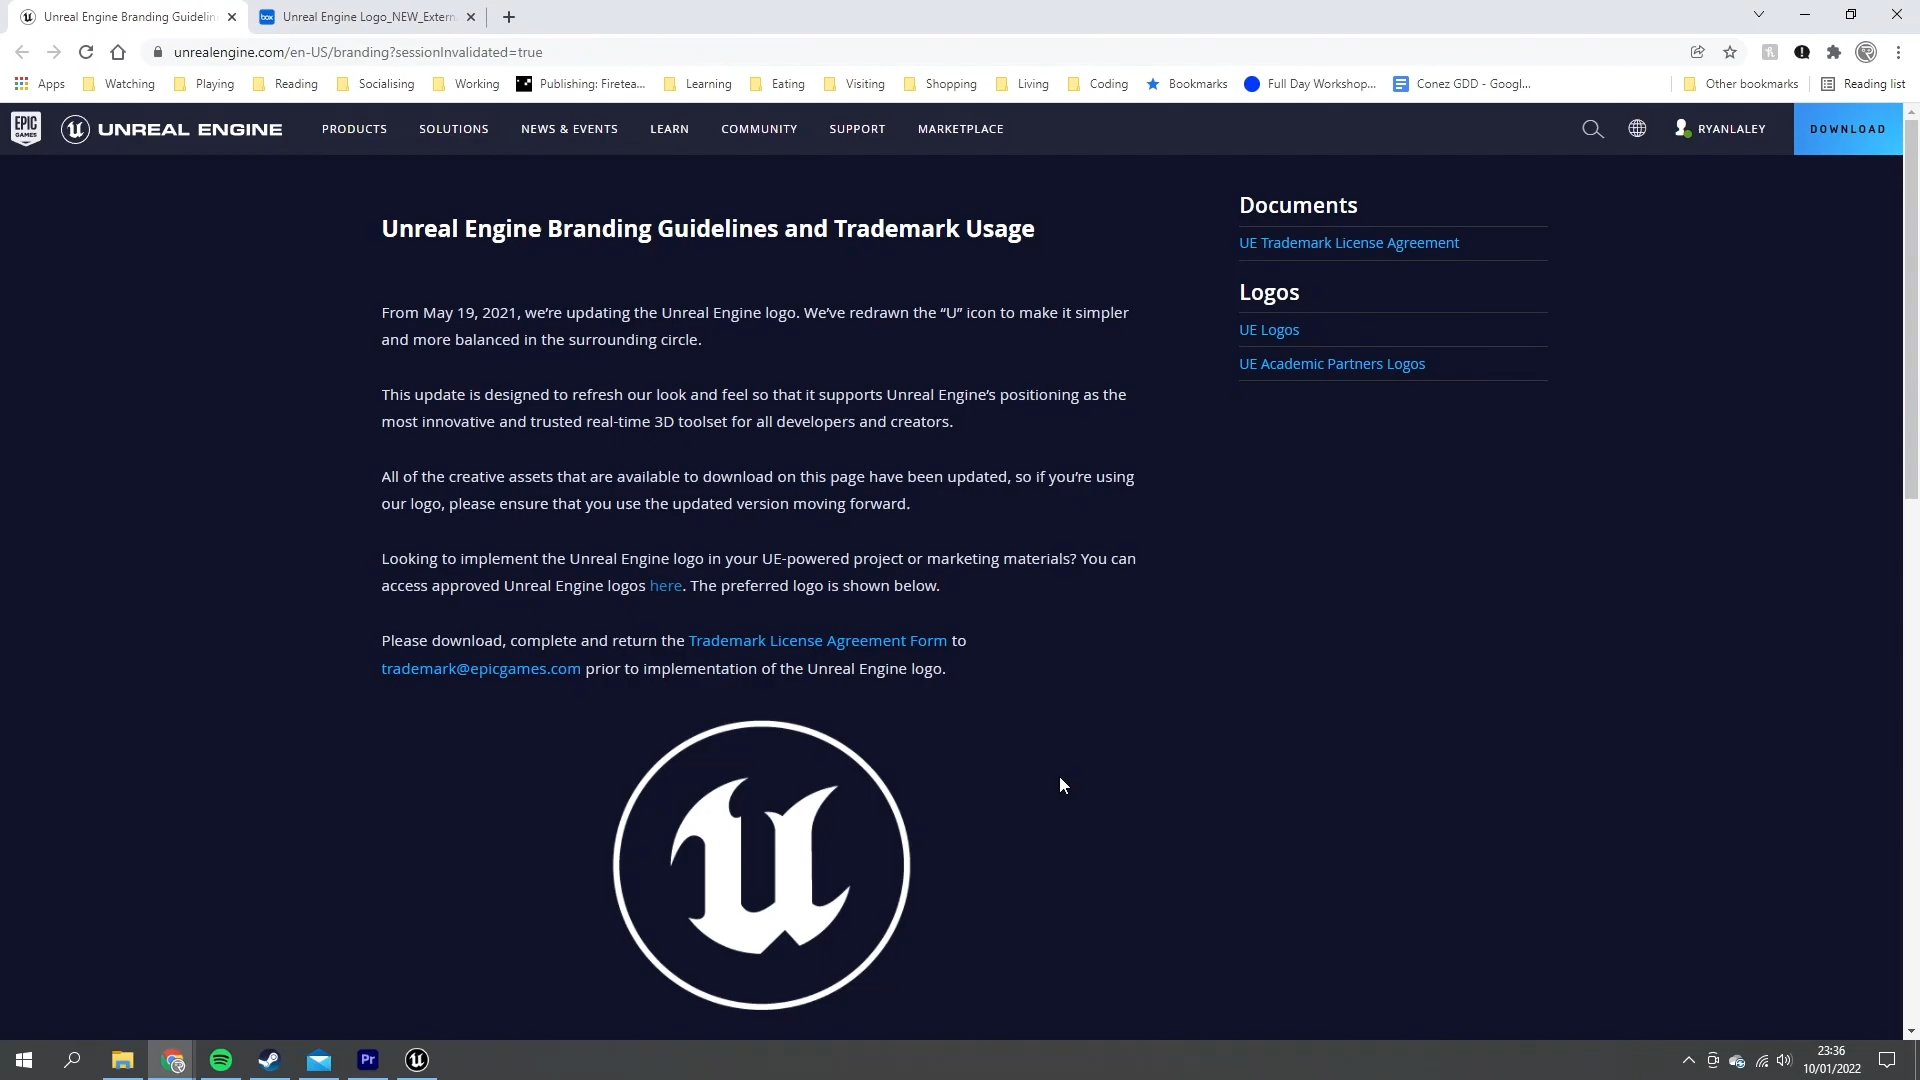 Unreal Engine Branding Guidelin
Unreal Engine Logo_NEW_Extern
unrealengine.com/en-US/branding?sessionInvalidated=true
Apps
Watching
Playing
Reading
Socialising
Working
Publishing: Firetea...
Learning
Eating
Visiting
Shopping
Living
Coding
Bookmarks
Full Day Workshop...
Conez GDD - Googl...
Other bookmarks
Reading list
EPIC
GAMES
UNREAL ENGINE
PRODUCTS
SOLUTIONS
NEWS & EVENTS
LEARN
COMMUNITY
SUPPORT
MARKETPLACE
RYANLALEY
DOWNLOAD
Unreal Engine Branding Guidelines and Trademark Usage
From May 19, 2021, we're updating the Unreal Engine logo. We've redrawn the “U” icon to make it simpler
and more balanced in the surrounding circle.
This update is designed to refresh our look and feel so that it supports Unreal Engine's positioning as the
most innovative and trusted real-time 3D toolset for all developers and creators.
All of the creative assets that are available to download on this page have been updated, so if you're using
our logo, please ensure that you use the updated version moving forward.
Looking to implement the Unreal Engine logo in your UE-powered project or marketing materials? You can
access approved Unreal Engine logos here. The preferred logo is shown below.
Please download, complete and return the Trademark License Agreement Form to
trademark@epicgames.com prior to implementation of the Unreal Engine logo.
Documents
UE Trademark License Agreement
Logos
UE Logos
UE Academic Partners Logos
Pr
23:36
10/01/2022